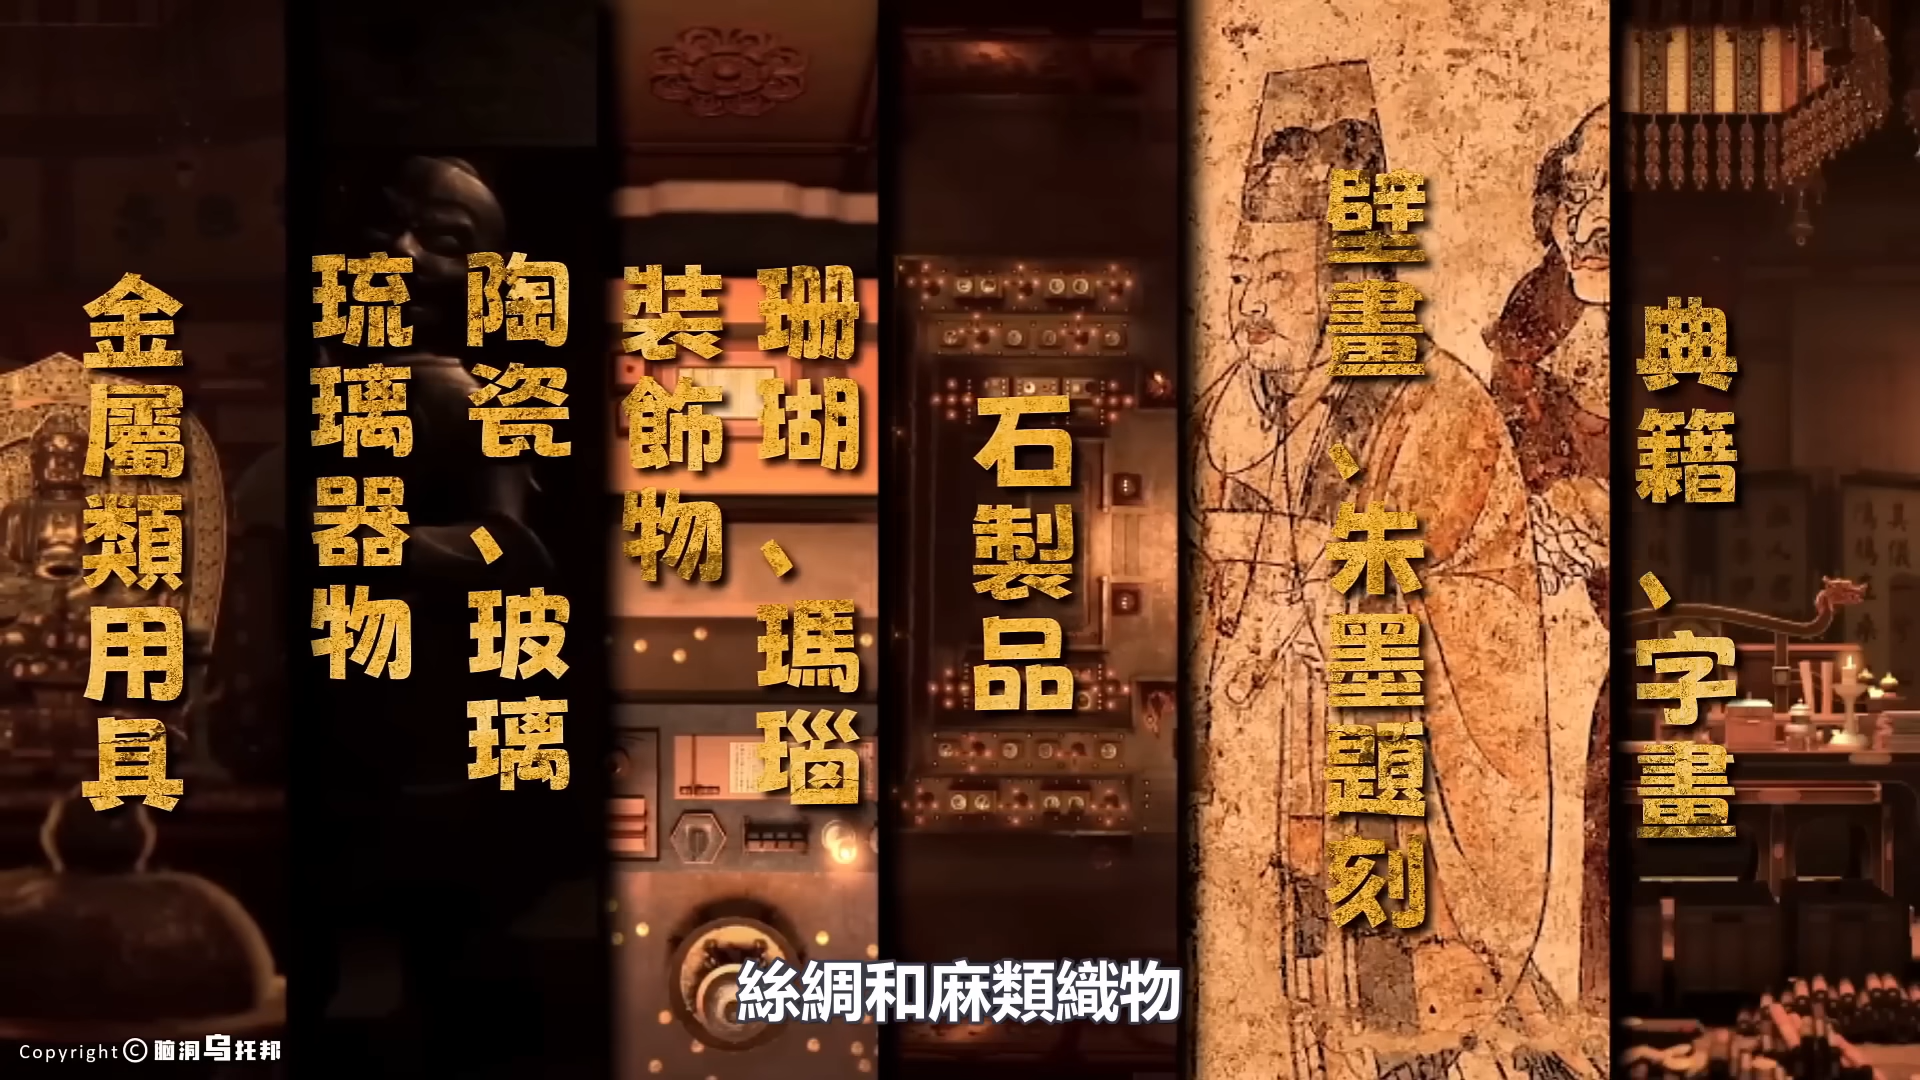 金屬類用具
陶瓷、玻璃
琉璃器物
珊瑚、瑪瑙
裝飾物
石製品
壁畫、朱墨題刻
典籍、字畫
絲綢和麻類織物
Copyright © 脑洞乌托邦